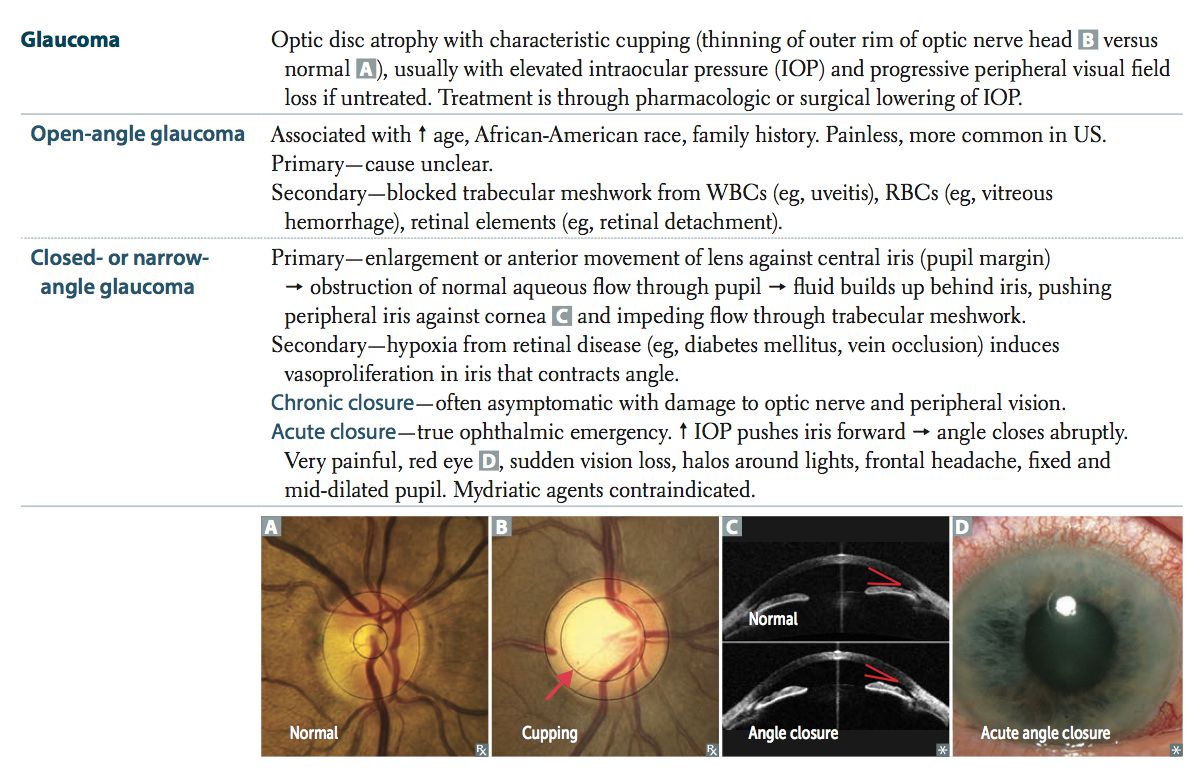 Glaucoma
Optic disc atrophy with characteristic cupping (thinning of outer rim of optic nerve head B versus
normal A), usually with elevated intraocular pressure (IOP) and progressive peripheral visual field
loss if untreated. Treatment is through pharmacologic or surgical lowering of IOP.
Open-angle glaucoma
Associated with ↑ age, African-American race, family history. Painless, more common in US.
Primary—cause unclear.
Secondary—blocked trabecular meshwork from WBCs (eg, uveitis), RBCs (eg, vitreous
hemorrhage), retinal elements (eg, retinal detachment).
Closed- or narrow-
angle glaucoma
Primary—enlargement or anterior movement of lens against central iris (pupil margin)
→ obstruction of normal aqueous flow through pupil → fluid builds up behind iris, pushing
peripheral iris against cornea C and impeding flow through trabecular meshwork.
Secondary—hypoxia from retinal disease (eg, diabetes mellitus, vein occlusion) induces
vasoproliferation in iris that contracts angle.
Chronic closure—often asymptomatic with damage to optic nerve and peripheral vision.
Acute closure—true ophthalmic emergency. ↑ IOP pushes iris forward → angle closes abruptly.
Very painful, red eye D, sudden vision loss, halos around lights, frontal headache, fixed and
mid-dilated pupil. Mydriatic agents contraindicated.
A
Normal
℞
B
Cupping
℞
C
Normal
Angle closure
*
D
Acute angle closure
*